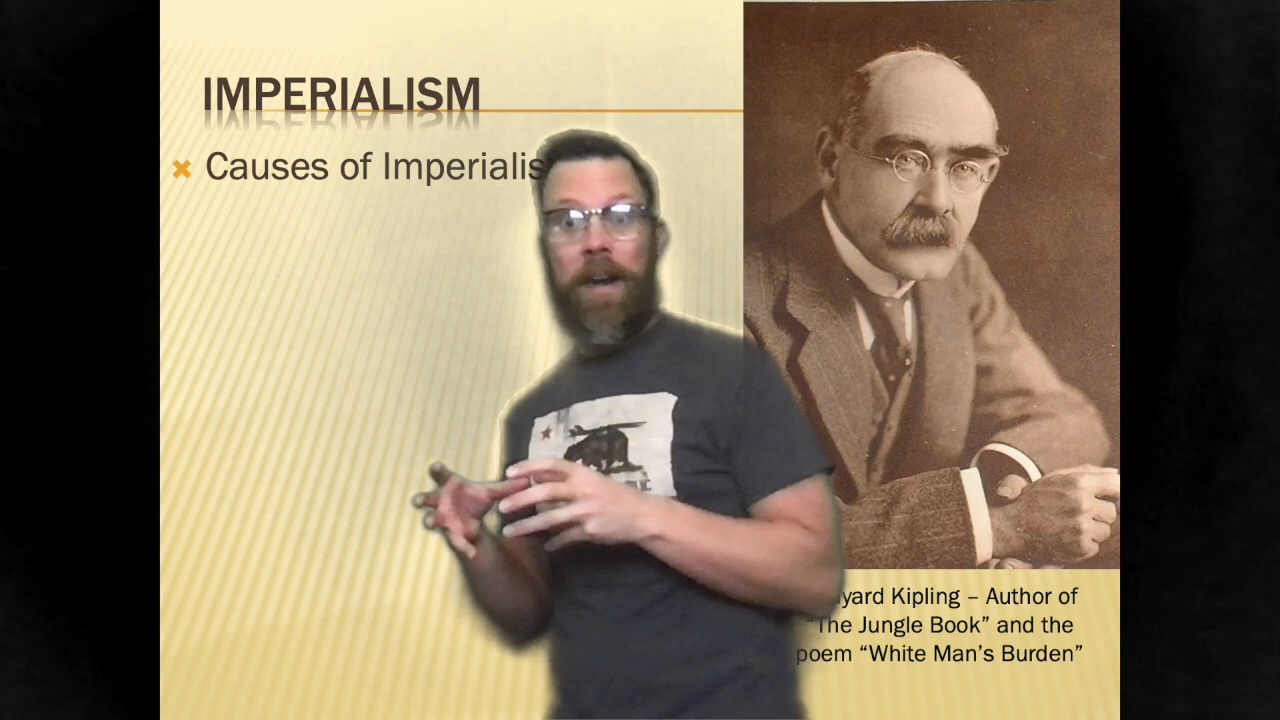 IMPERIALISM
Causes of Imperialis
yard Kipling – Author of
“The Jungle Book” and the
poem “White Man’s Burden”